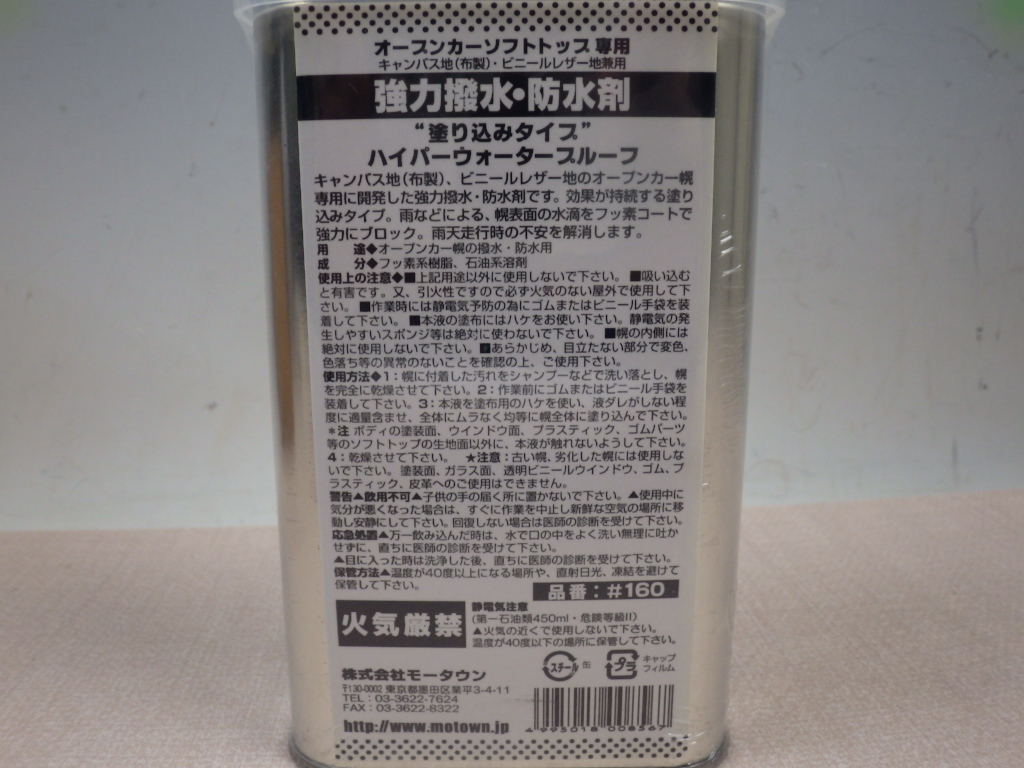 オープンカーソフトトップ専用
キャンバス地(布製)・ビニールレザー地兼用
強力撥水・防水剤
“塗り込みタイプ”
ハイパーウォータープルーフ
キャンバス地(布製)、ビニールレザー地のオープンカー幌
専用に開発した強力撥水・防水剤です。効果が持続する塗り
込みタイプ。雨などによる、幌表面の水滴をフッ素コートで
強力にブロック。雨天走行時の不安を解消します。
用　途◆オープンカー幌の撥水・防水用
成　分◆フッ素系樹脂、石油系溶剤
使用上の注意◆■上記用途以外に使用しないで下さい。■吸い込む
と有害です。又、引火性ですので必ず火気のない屋外で使用して下
さい。■作業時には静電気予防の為にゴムまたはビニール手袋を装
着して下さい。■本液の塗布にはハケをお使い下さい。静電気の発
生しやすいスポンジ等は絶対に使わないで下さい。■幌の内側には
絶対に使用しないで下さい。■あらかじめ、目立たない部分で変色、
色落ち等の異常のないことを確認の上、ご使用下さい。
使用方法◆1：幌に付着した汚れをシャンプーなどで洗い落とし、幌
を完全に乾燥させて下さい。2：作業前にゴムまたはビニール手袋を
装着して下さい。3：本液を塗布用のハケを使い、液ダレがしない程
度に適量含ませ、全体にムラなく均等に幌全体に塗り込んで下さい。
＊注 ボディの塗装面、ウインドウ面、プラスティック、ゴムパーツ
等のソフトトップの生地面以外に、本液が触れないようして下さい。
4：乾燥させて下さい。　★注意：古い幌、劣化した幌には使用しな
いで下さい。塗装面、ガラス面、透明ビニールウインドウ、ゴム、プ
ラスティック、皮革へのご使用はできません。
警告▲飲用不可▲子供の手の届く所に置かないで下さい。▲使用中に
気分が悪くなった場合は、すぐに作業を中止し新鮮な空気の場所に移
動し安静にして下さい。回復しない場合は医師の診断を受けて下さい。
応急処置▲万一飲み込んだ時は、水で口の中をよく洗い無理に吐か
せずに、直ちに医師の診断を受けて下さい。
▲目に入った時は洗浄した後、直ちに医師の診断を受けて下さい。
保管方法▲温度が40度以上になる場所や、直射日光、凍結を避けて
保管して下さい。
品番：#160
火気厳禁
静電気注意
(第一石油類450ml・危険等級II)
▲火気の近くで使用しないで下さい。
温度が40度以下の場所に保管して下さい。
スチール 缶
プラ キャップ
フィルム
株式会社モータウン
〒130-0002 東京都墨田区業平3-4-11
TEL：03-3622-7624
FAX：03-3622-8322
http://www.motown.jp
4 995018 008367